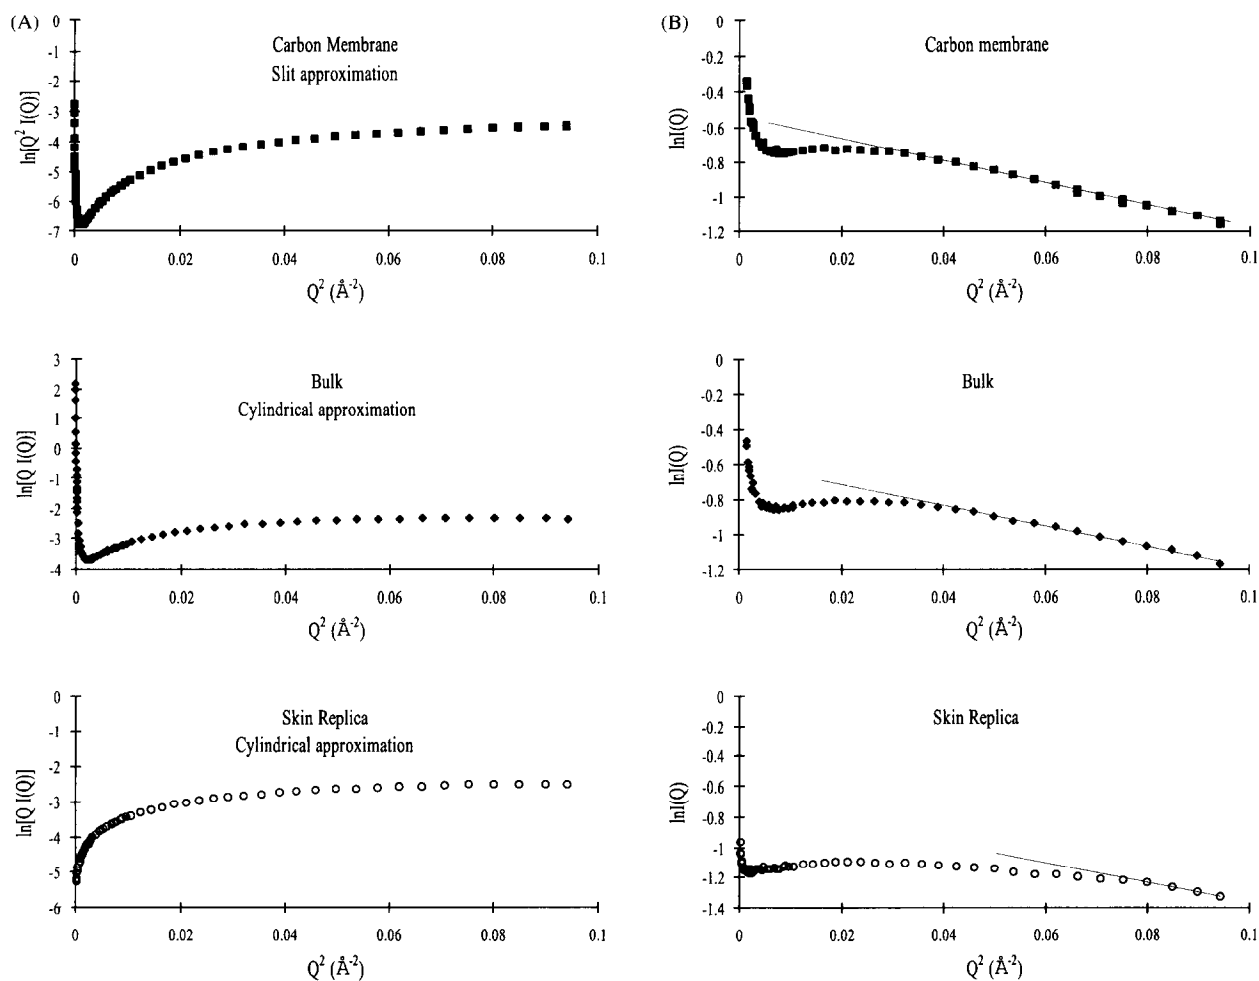 (A)
Carbon Membrane
Slit approximation
ln[Q² I(Q)]
0
-1
-2
-3
-4
-5
-6
-7
0 0.02 0.04 0.06 0.08 0.1
Q² (Å⁻²)
(B)
Carbon membrane
lnI(Q)
0
-0.2
-0.4
-0.6
-0.8
-1
-1.2
0 0.02 0.04 0.06 0.08 0.1
Q² (Å⁻²)
Bulk
Cylindrical approximation
ln[Q I(Q)]
3
2
1
0
-1
-2
-3
-4
0 0.02 0.04 0.06 0.08 0.1
Q² (Å⁻²)
Bulk
lnI(Q)
0
-0.2
-0.4
-0.6
-0.8
-1
-1.2
0 0.02 0.04 0.06 0.08 0.1
Q² (Å⁻²)
Skin Replica
Cylindrical approximation
ln[Q I(Q)]
0
-1
-2
-3
-4
-5
-6
0 0.02 0.04 0.06 0.08 0.1
Q² (Å⁻²)
Skin Replica
lnI(Q)
0
-0.2
-0.4
-0.6
-0.8
-1
-1.2
-1.4
0 0.02 0.04 0.06 0.08 0.1
Q² (Å⁻²)